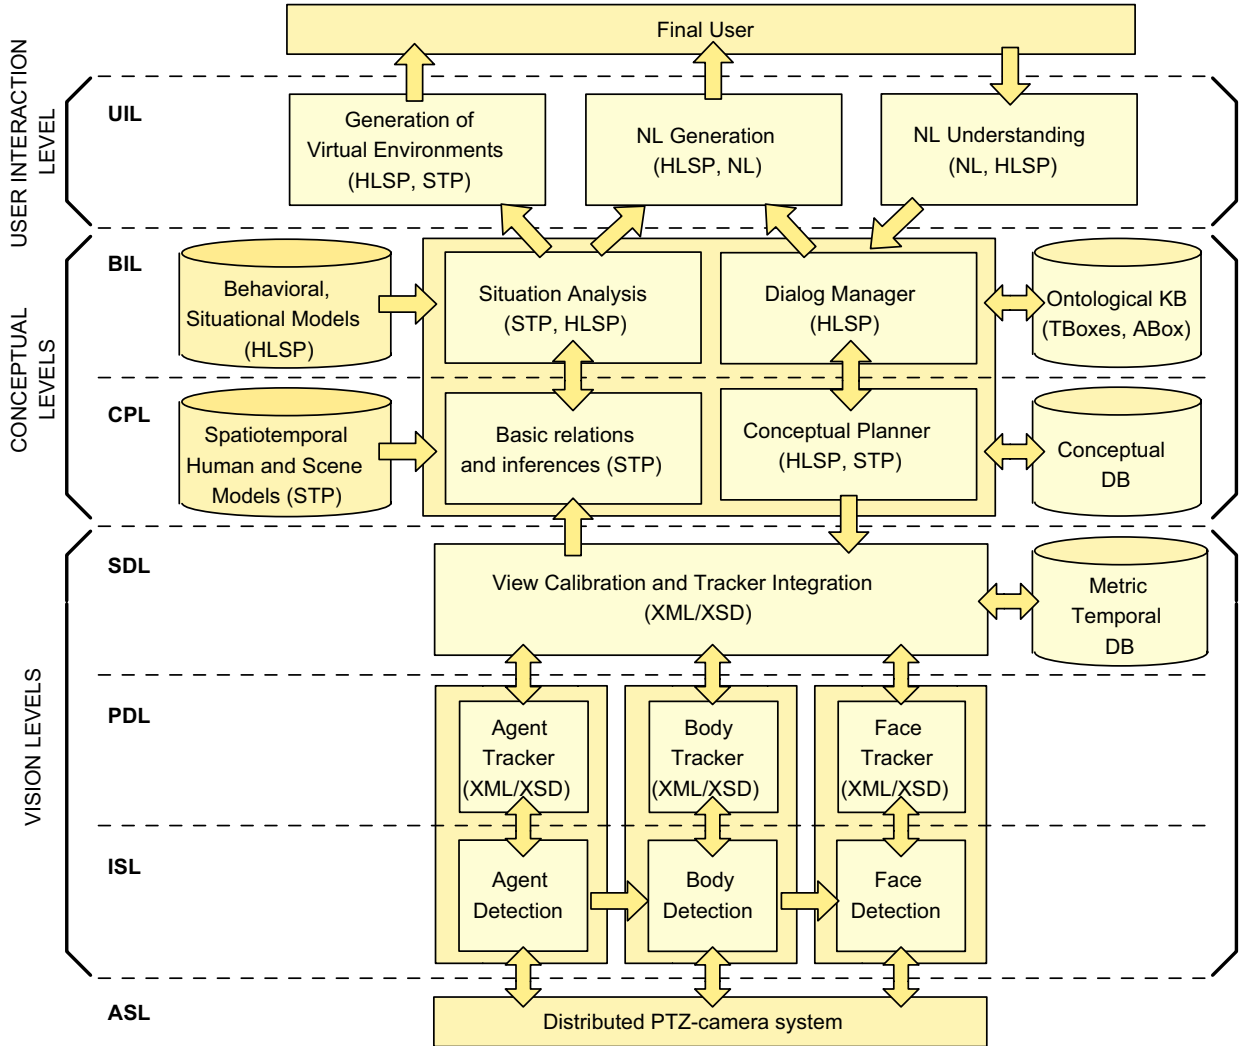 Final User
USER INTERACTION
LEVEL
UIL
Generation of
Virtual Environments
(HLSP, STP)
NL Generation
(HLSP, NL)
NL Understanding
(NL, HLSP)
CONCEPTUAL
LEVELS
BIL
Behavioral,
Situational Models
(HLSP)
Situation Analysis
(STP, HLSP)
Dialog Manager
(HLSP)
Ontological KB
(TBoxes, ABox)
CPL
Spatiotemporal
Human and Scene
Models (STP)
Basic relations
and inferences (STP)
Conceptual Planner
(HLSP, STP)
Conceptual
DB
VISION LEVELS
SDL
View Calibration and Tracker Integration
(XML/XSD)
Metric
Temporal
DB
PDL
Agent
Tracker
(XML/XSD)
Body
Tracker
(XML/XSD)
Face
Tracker
(XML/XSD)
ISL
Agent
Detection
Body
Detection
Face
Detection
ASL
Distributed PTZ-camera system